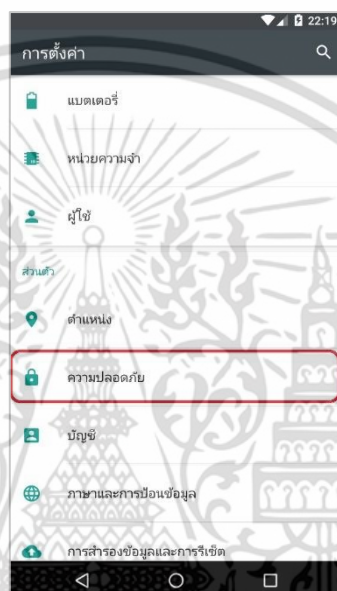 22:19
การตั้งค่า
แบตเตอรี่
หน่วยความจำ
ผู้ใช้
ส่วนตัว
ตำแหน่ง
ความปลอดภัย
บัญชี
ภาษาและการป้อนข้อมูล
การสำรองข้อมูลและการรีเซ็ต